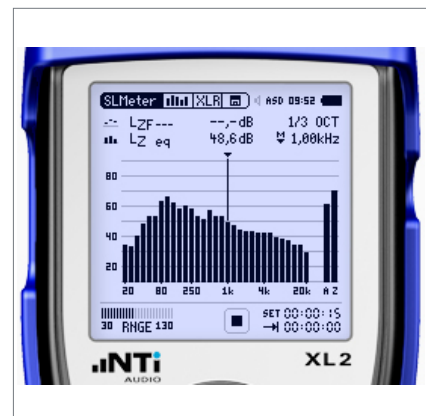 SLMeter XLR ASD 09:52
LZF--- --,-dB 1/3 OCT
LZ eq 48,6dB M 1,00kHz
80
60
40
20
20 80 250 1k 4k 20k A Z
30 RNGE 130 SET 00:00:15
00:00:00
NTi XL2
AUDIO